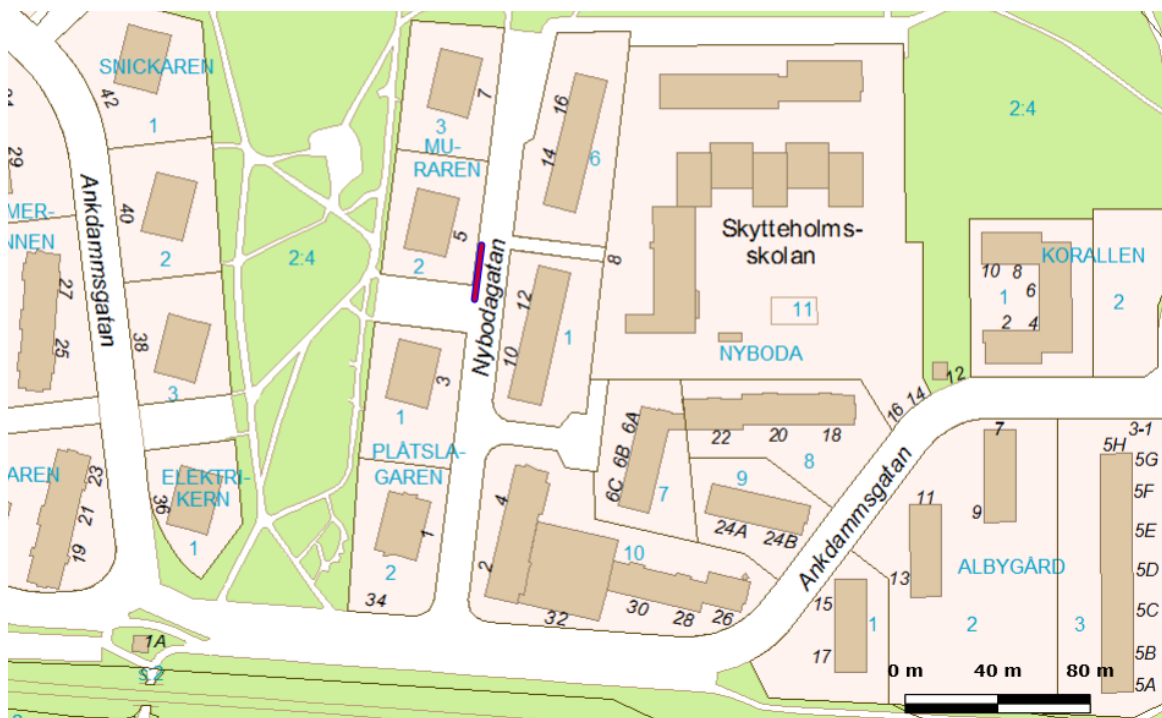 SNICKAREN
42
1
7
3
MU-
RAREN
16
14
6
2:4
29
MER-
NNEN
40
2
2:4
5
2
Nybodagatan
8
Skytteholms-
skolan
KORALLEN
10
8
6
1
2
4
2
Ankdammsgatan
27
25
38
3
12
10
1
11
NYBODA
3
1
12
14
16
6A
6B
6C
22
20
18
8
7
3-1
5H
5G
5F
5E
5D
5C
5B
5A
PLÅTSLA-
GAREN
AREN
23
21
19
ELEKTRI-
KERN
36
1
1
2
34
4
2
9
7
24A
24B
Ankdammsgatan
11
9
13
ALBYGÅRD
10
32
30
28
26
15
17
1
2
3
1A
s:2
0 m
40 m
80 m